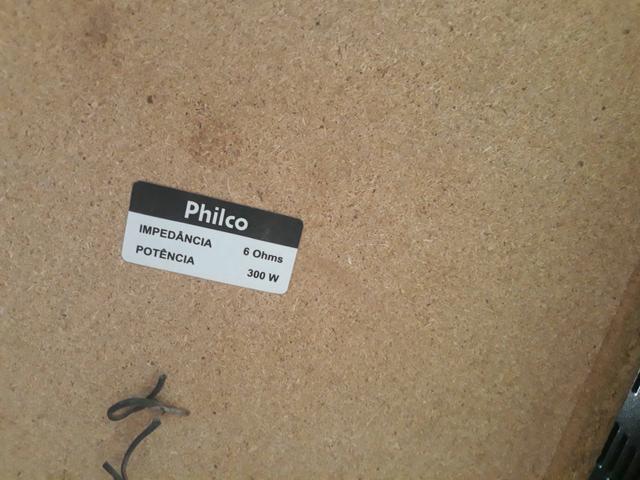 Philco
IMPEDÂNCIA 6 Ohms
POTÊNCIA 300 W